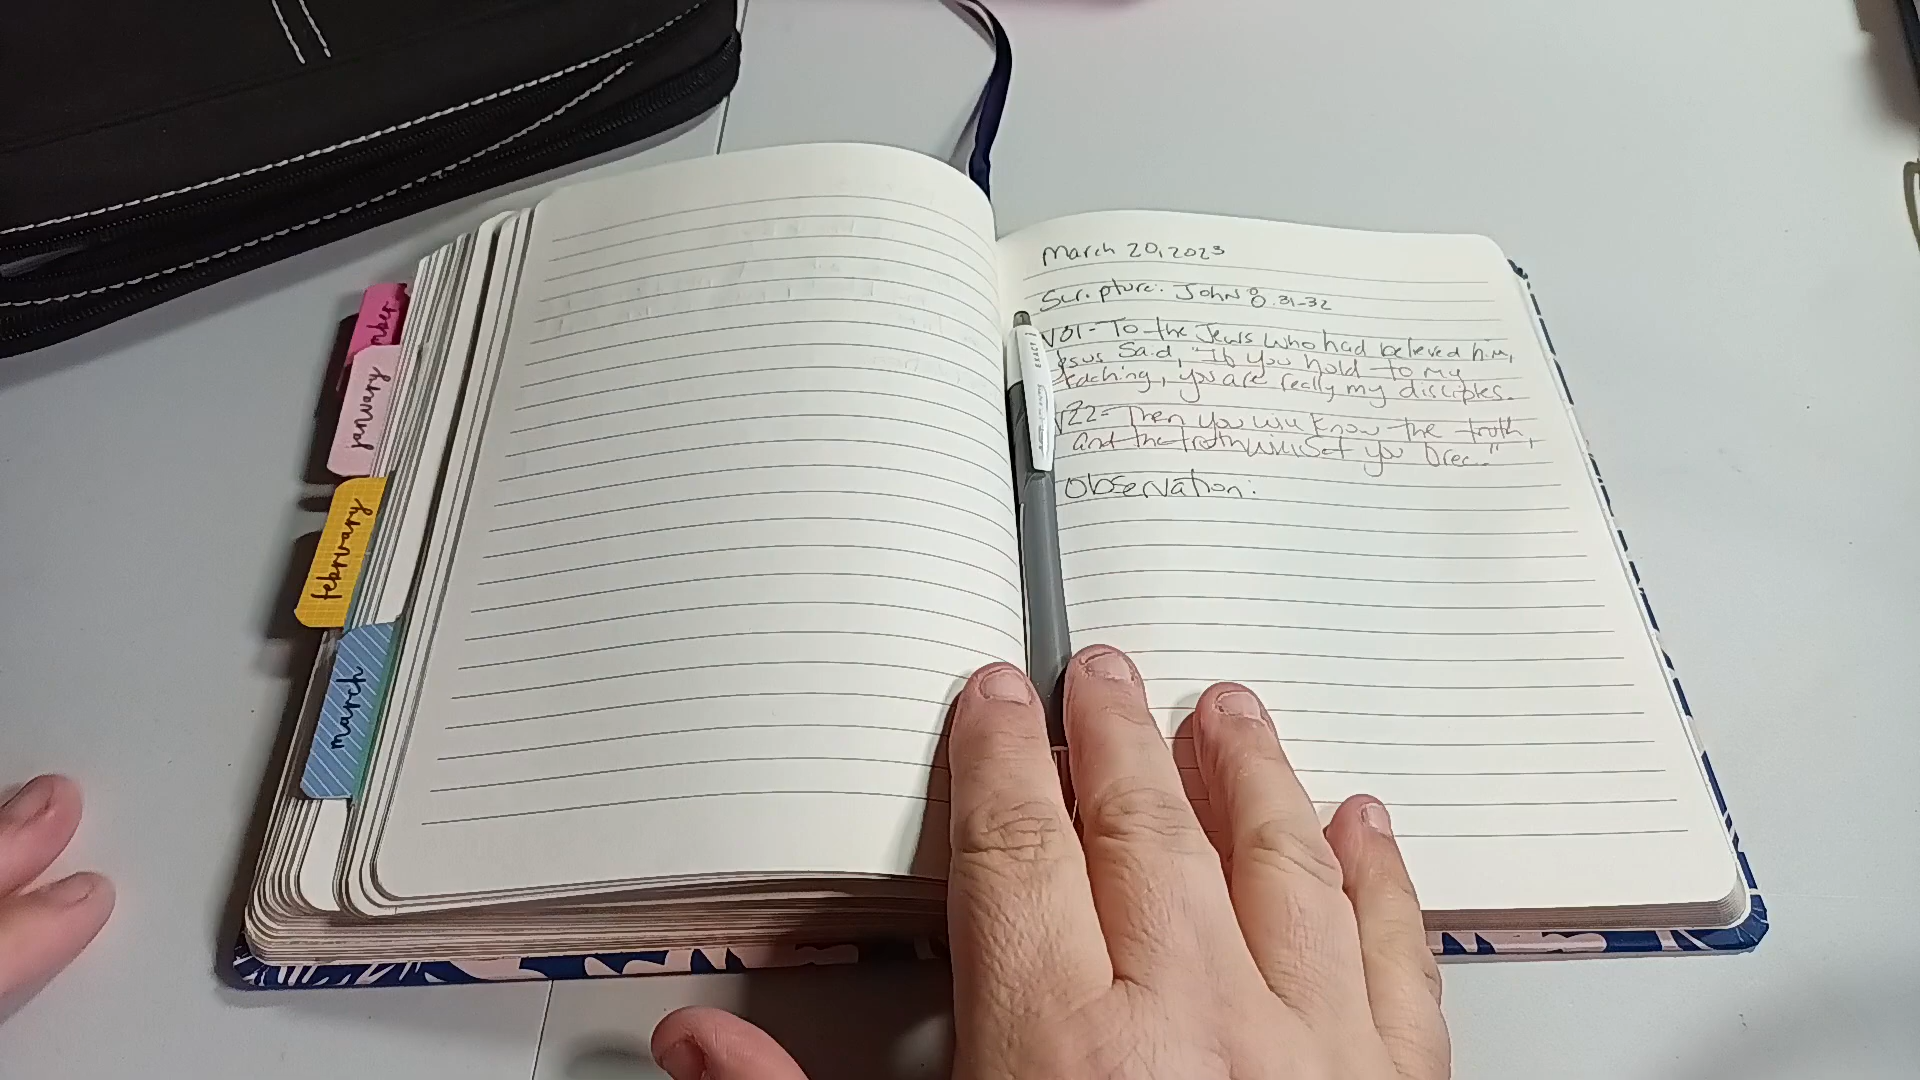 March 20, 2023
Scripture: John 8:31-32
V31- To the Jews who had believed him,
Jesus Said, "If you hold to my
teaching, you are really my disciples.
Then you will know the truth,
and the truth will set you free."
Observation:
mber
january
february
march
EXACT